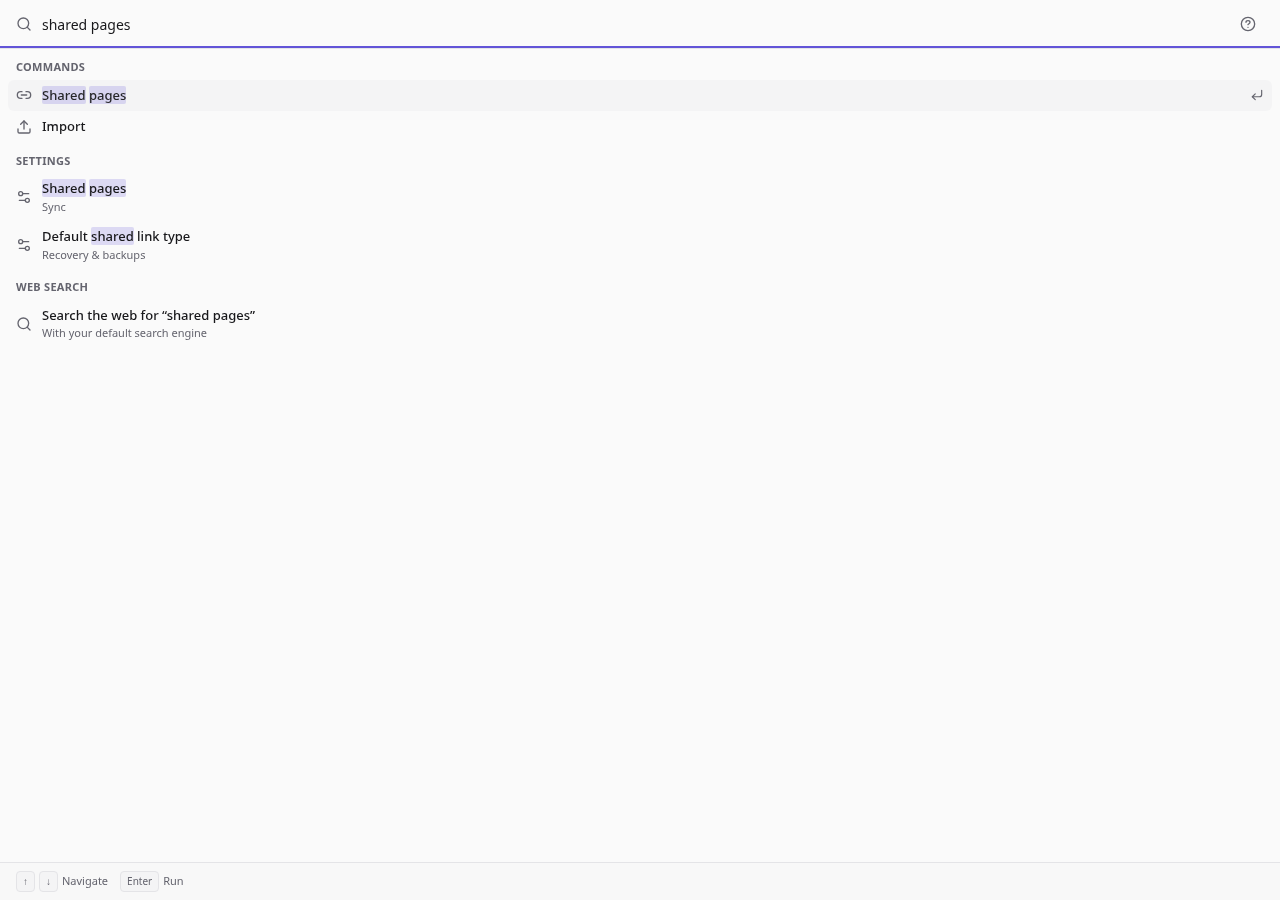 shared pages
COMMANDS
Shared pages
Import
SETTINGS
Shared pages
Sync
Default shared link type
Recovery & backups
WEB SEARCH
Search the web for “shared pages”
With your default search engine
↑ ↓ Navigate Enter Run